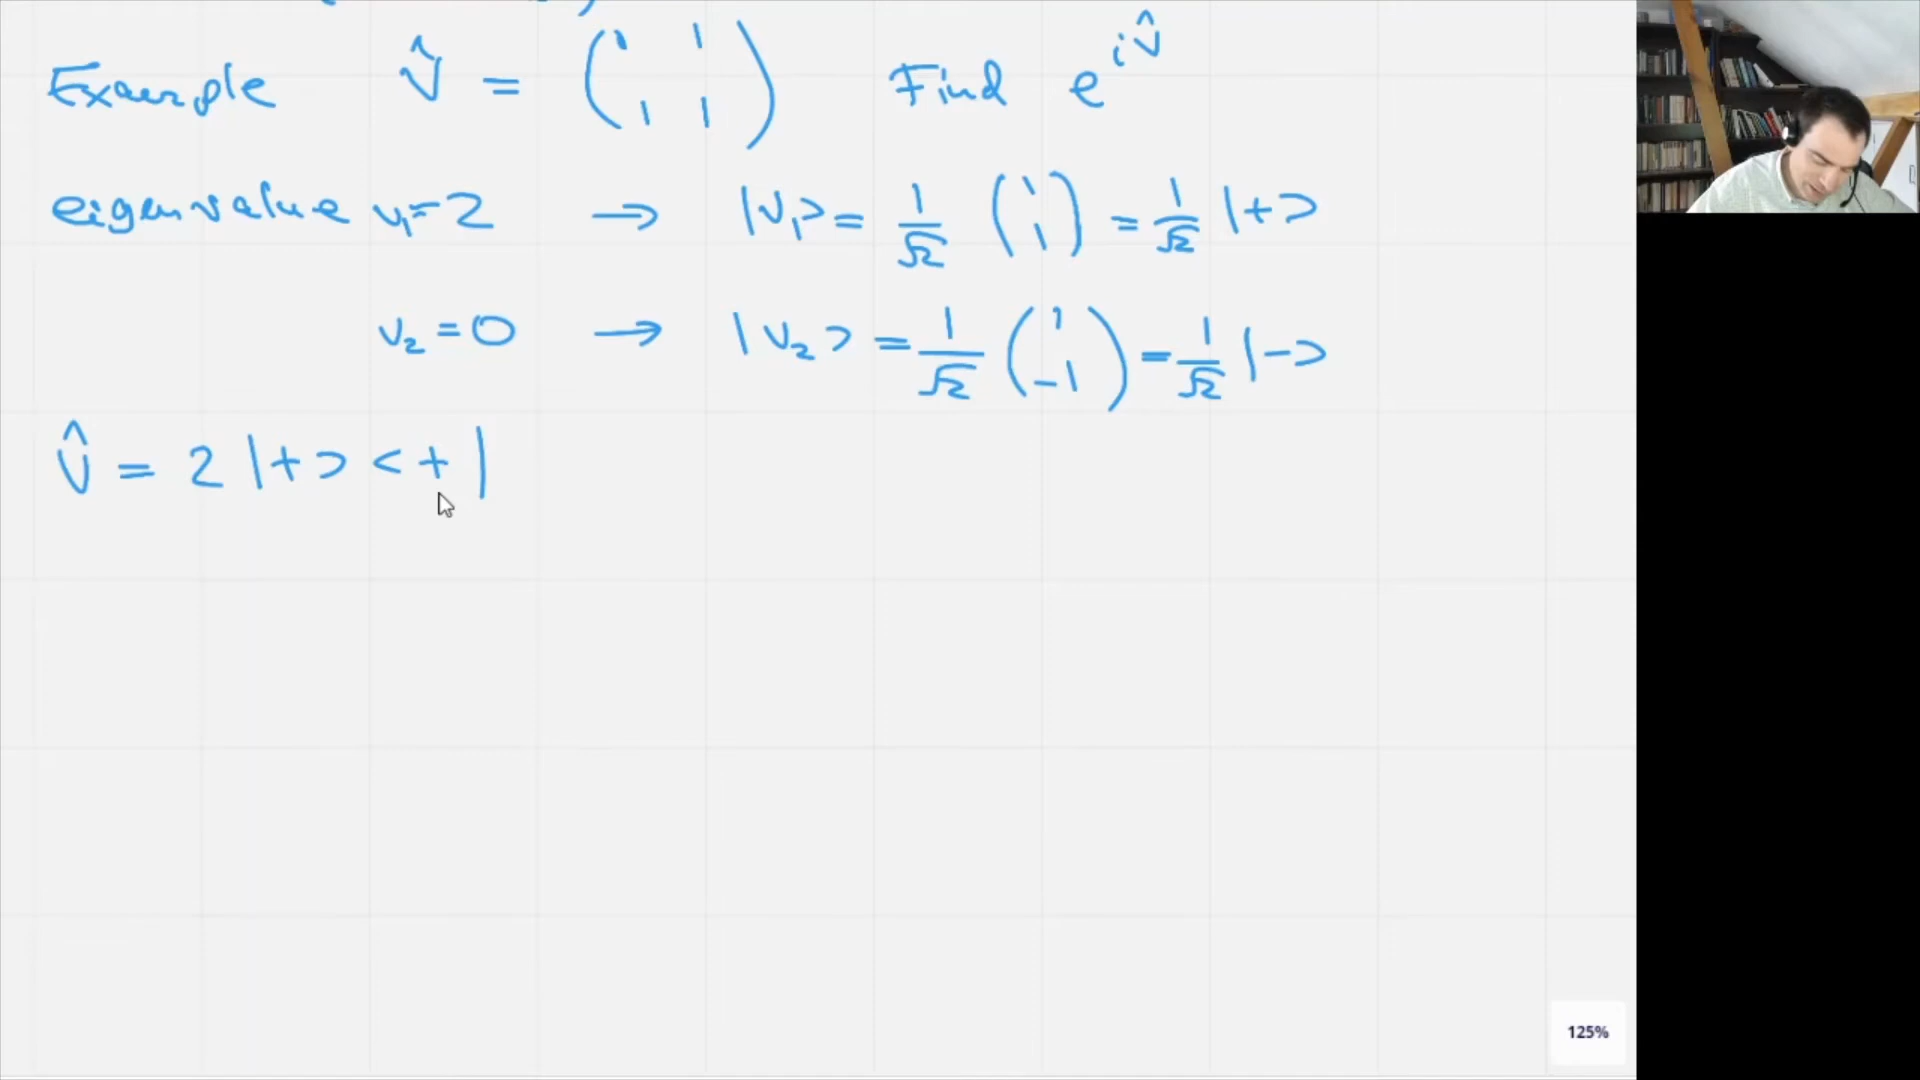 Example V̂ = ( 1 1 ; 1 1 ) Find e^{iV̂}
eigenvalue v₁=2 → |v₁> = 1/√2 ( 1 ; 1 ) = 1/√2 |+>
v₂ = 0 → |v₂> = 1/√2 ( 1 ; -1 ) = 1/√2 |->
V̂ = 2 |+> <+|
125%